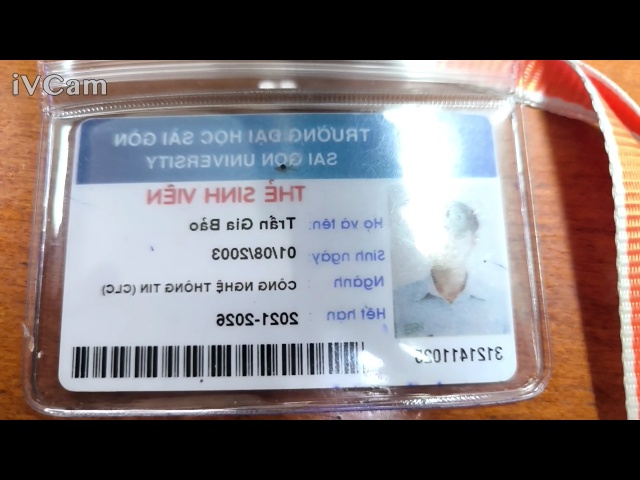 iVCam
TRƯỜNG ĐẠI HỌC SÀI GÒN
SAI GON UNIVERSITY
THẺ SINH VIÊN
Họ và tên: Trần Gia Bảo
Sinh ngày : 01/08/2003
Ngành : CÔNG NGHỆ THÔNG TIN (CLC)
Hết hạn : 2021-2026
3121411025